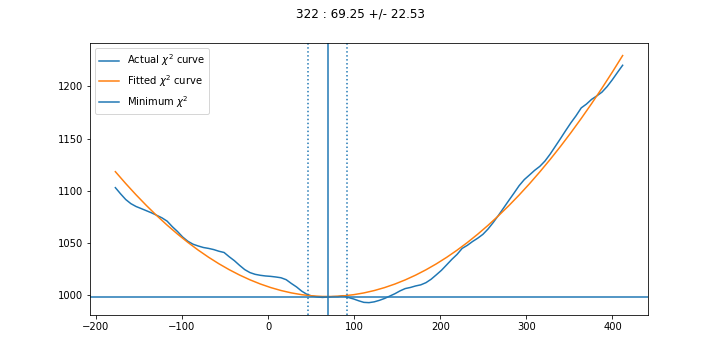 322 : 69.25 +/- 22.53
Actual χ² curve
Fitted χ² curve
Minimum χ²
1200
1150
1100
1050
1000
−200 −100 0 100 200 300 400